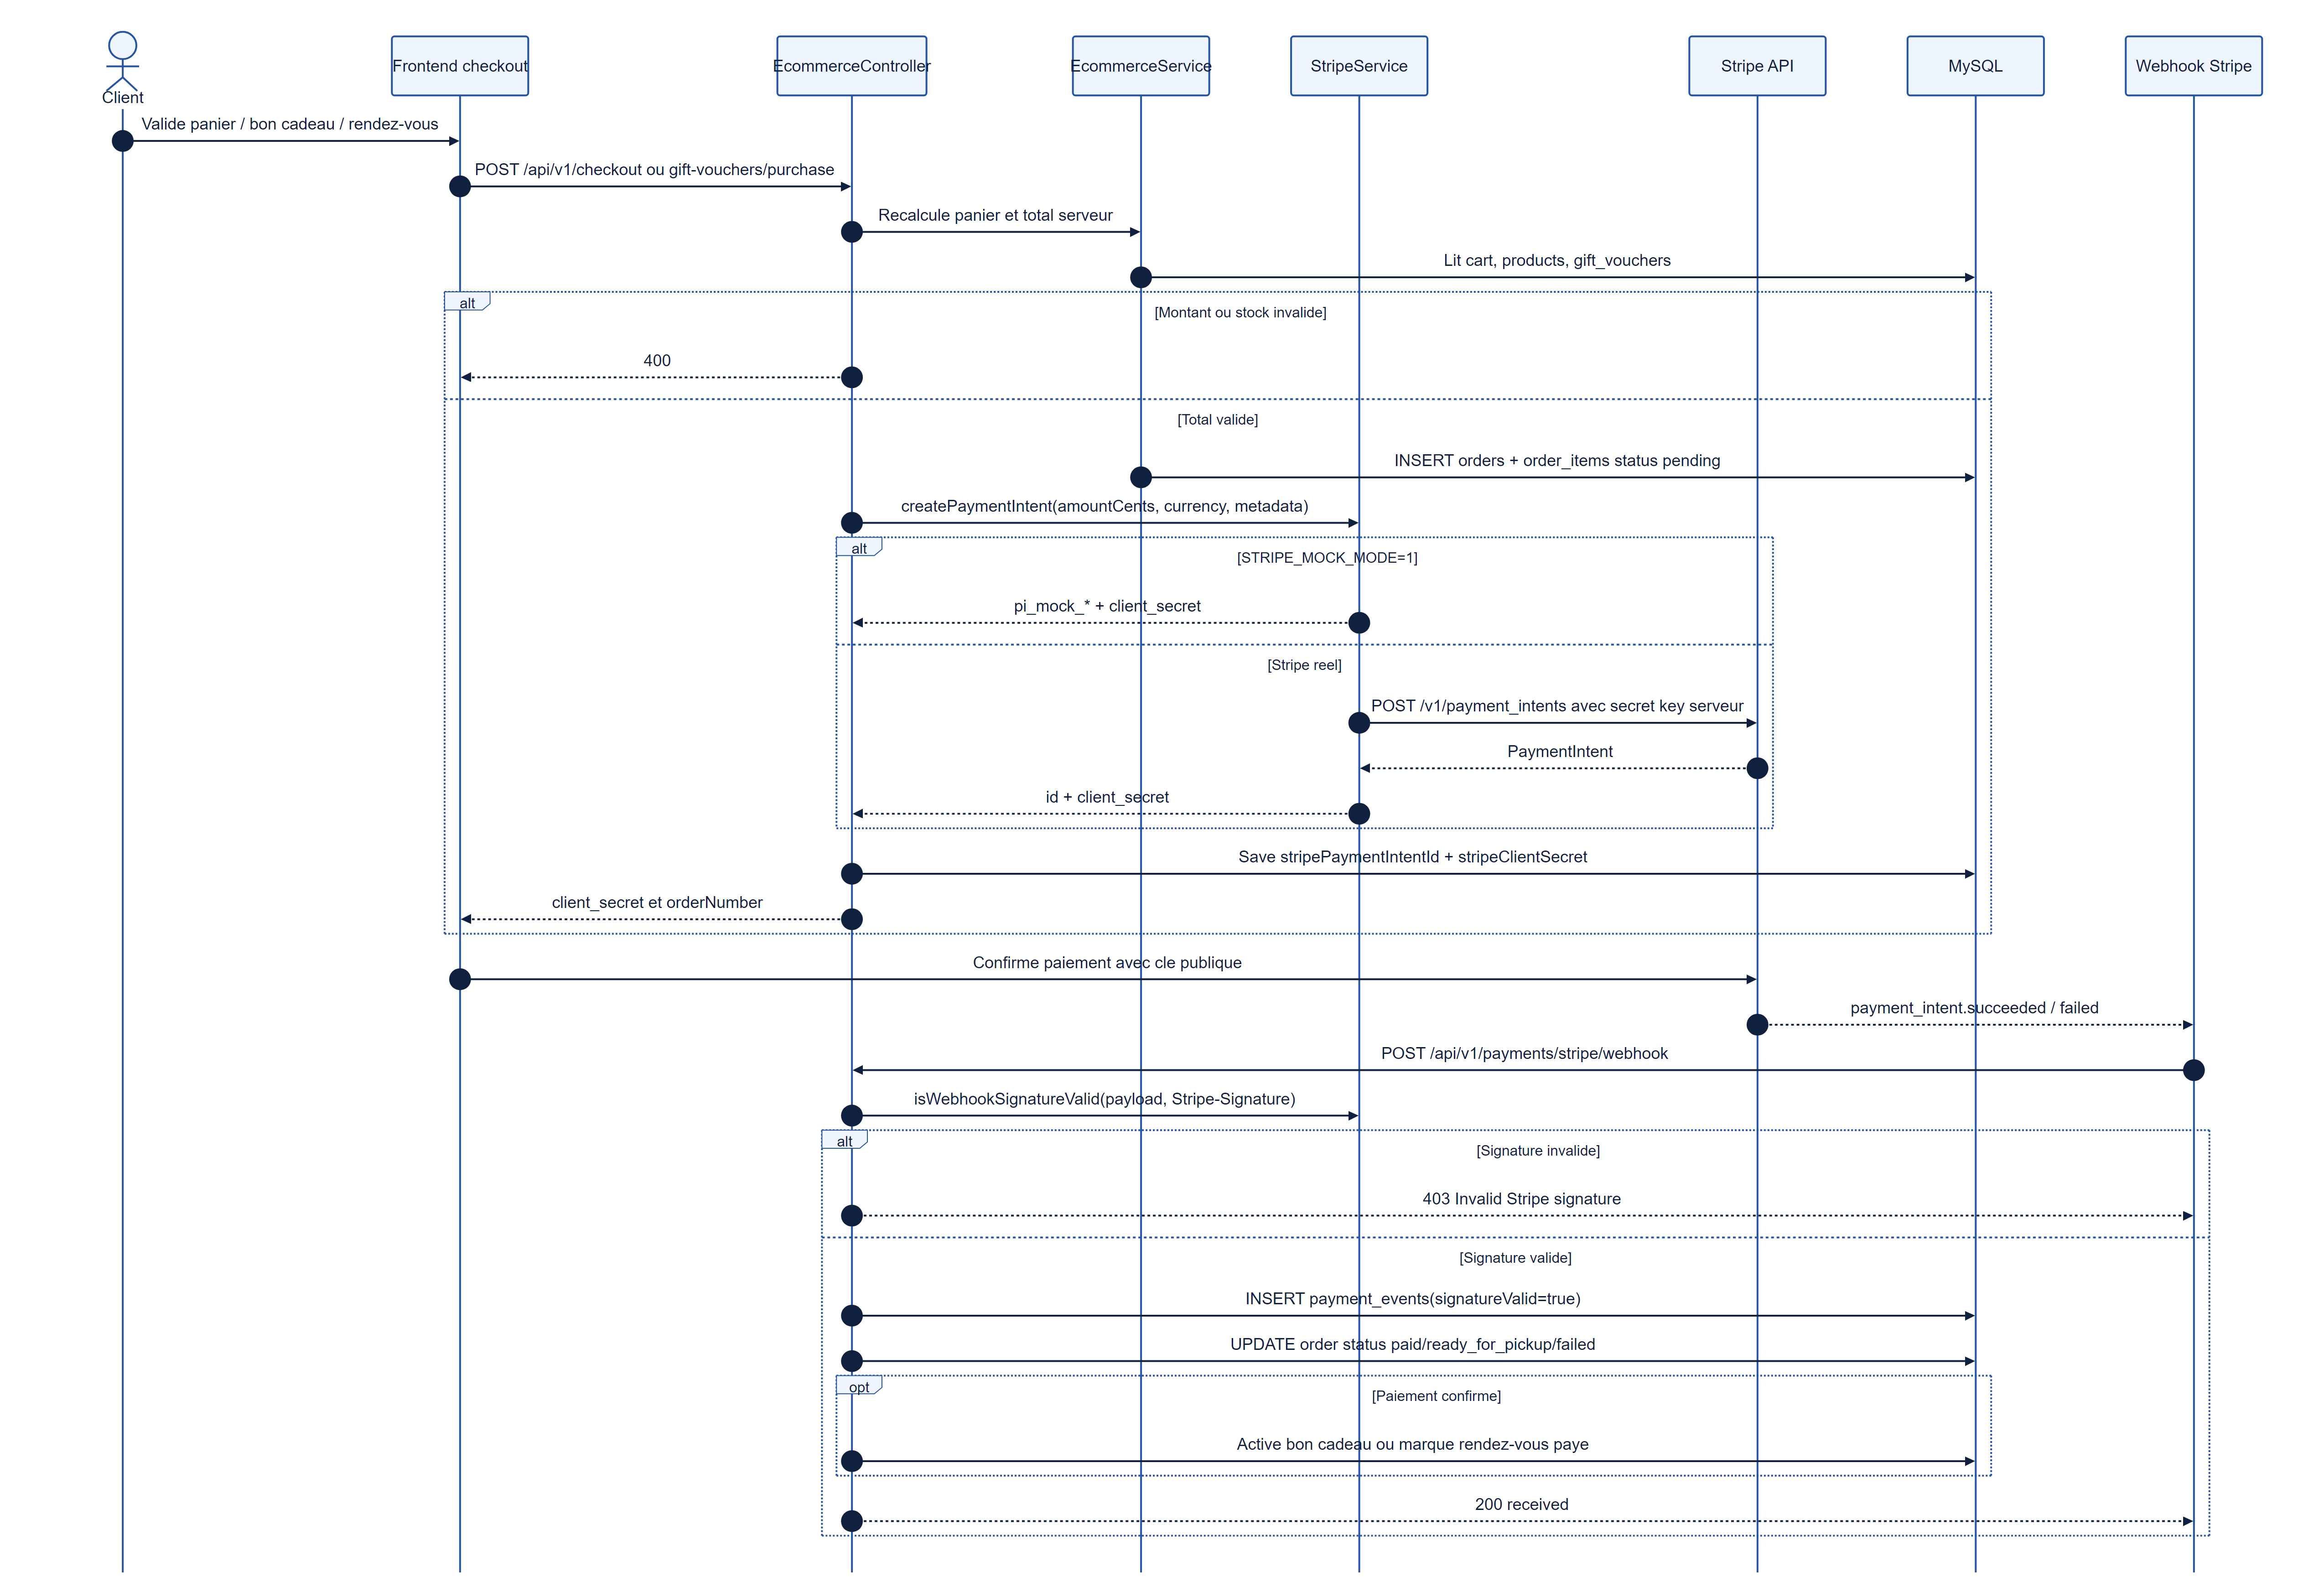 Client
Frontend checkout
EcommerceController
EcommerceService
StripeService
Stripe API
MySQL
Webhook Stripe
Valide panier / bon cadeau / rendez-vous
POST /api/v1/checkout ou gift-vouchers/purchase
Recalcule panier et total serveur
Lit cart, products, gift_vouchers
alt
[Montant ou stock invalide]
400
[Total valide]
INSERT orders + order_items status pending
createPaymentIntent(amountCents, currency, metadata)
alt
[STRIPE_MOCK_MODE=1]
pi_mock_* + client_secret
[Stripe reel]
POST /v1/payment_intents avec secret key serveur
PaymentIntent
id + client_secret
Save stripePaymentIntentId + stripeClientSecret
client_secret et orderNumber
Confirme paiement avec cle publique
payment_intent.succeeded / failed
POST /api/v1/payments/stripe/webhook
isWebhookSignatureValid(payload, Stripe-Signature)
alt
[Signature invalide]
403 Invalid Stripe signature
[Signature valide]
INSERT payment_events(signatureValid=true)
UPDATE order status paid/ready_for_pickup/failed
opt
[Paiement confirme]
Active bon cadeau ou marque rendez-vous paye
200 received